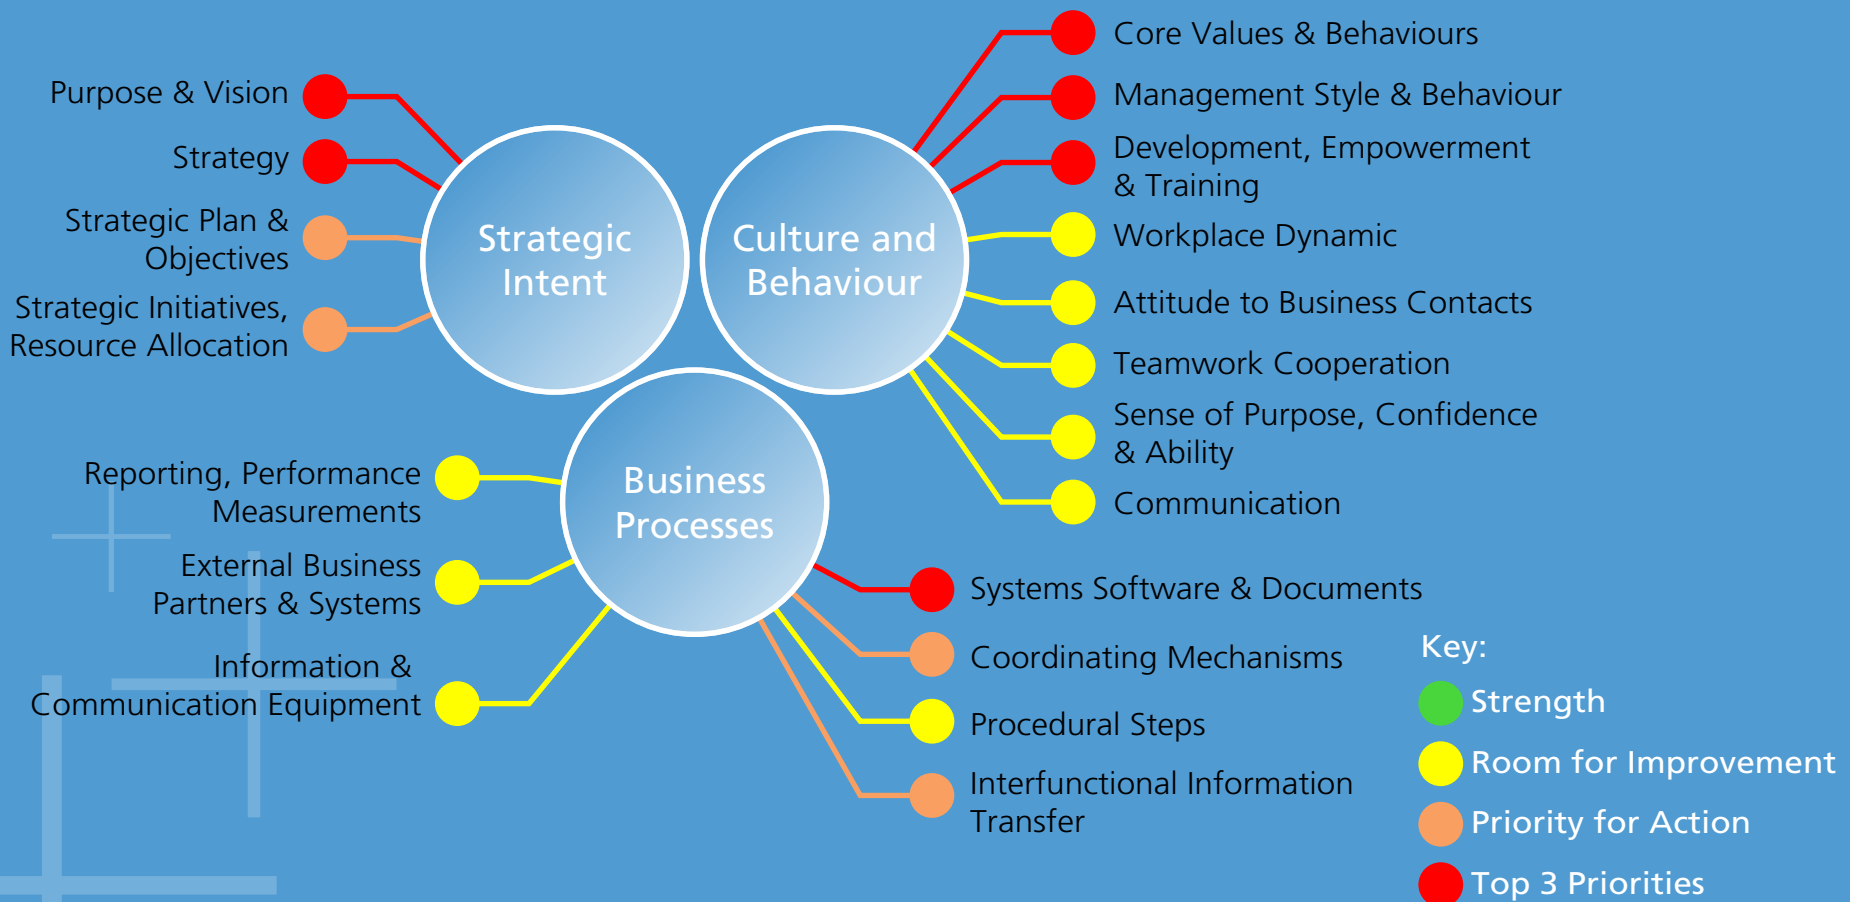 Purpose & Vision
Strategy
Strategic Plan &
Objectives
Strategic Initiatives,
Resource Allocation
Strategic
Intent
Culture and
Behaviour
Core Values & Behaviours
Management Style & Behaviour
Development, Empowerment
& Training
Workplace Dynamic
Attitude to Business Contacts
Teamwork Cooperation
Sense of Purpose, Confidence
& Ability
Communication
Business
Processes
Reporting, Performance
Measurements
External Business
Partners & Systems
Information &
Communication Equipment
Systems Software & Documents
Coordinating Mechanisms
Procedural Steps
Interfunctional Information
Transfer
Key:
Strength
Room for Improvement
Priority for Action
Top 3 Priorities